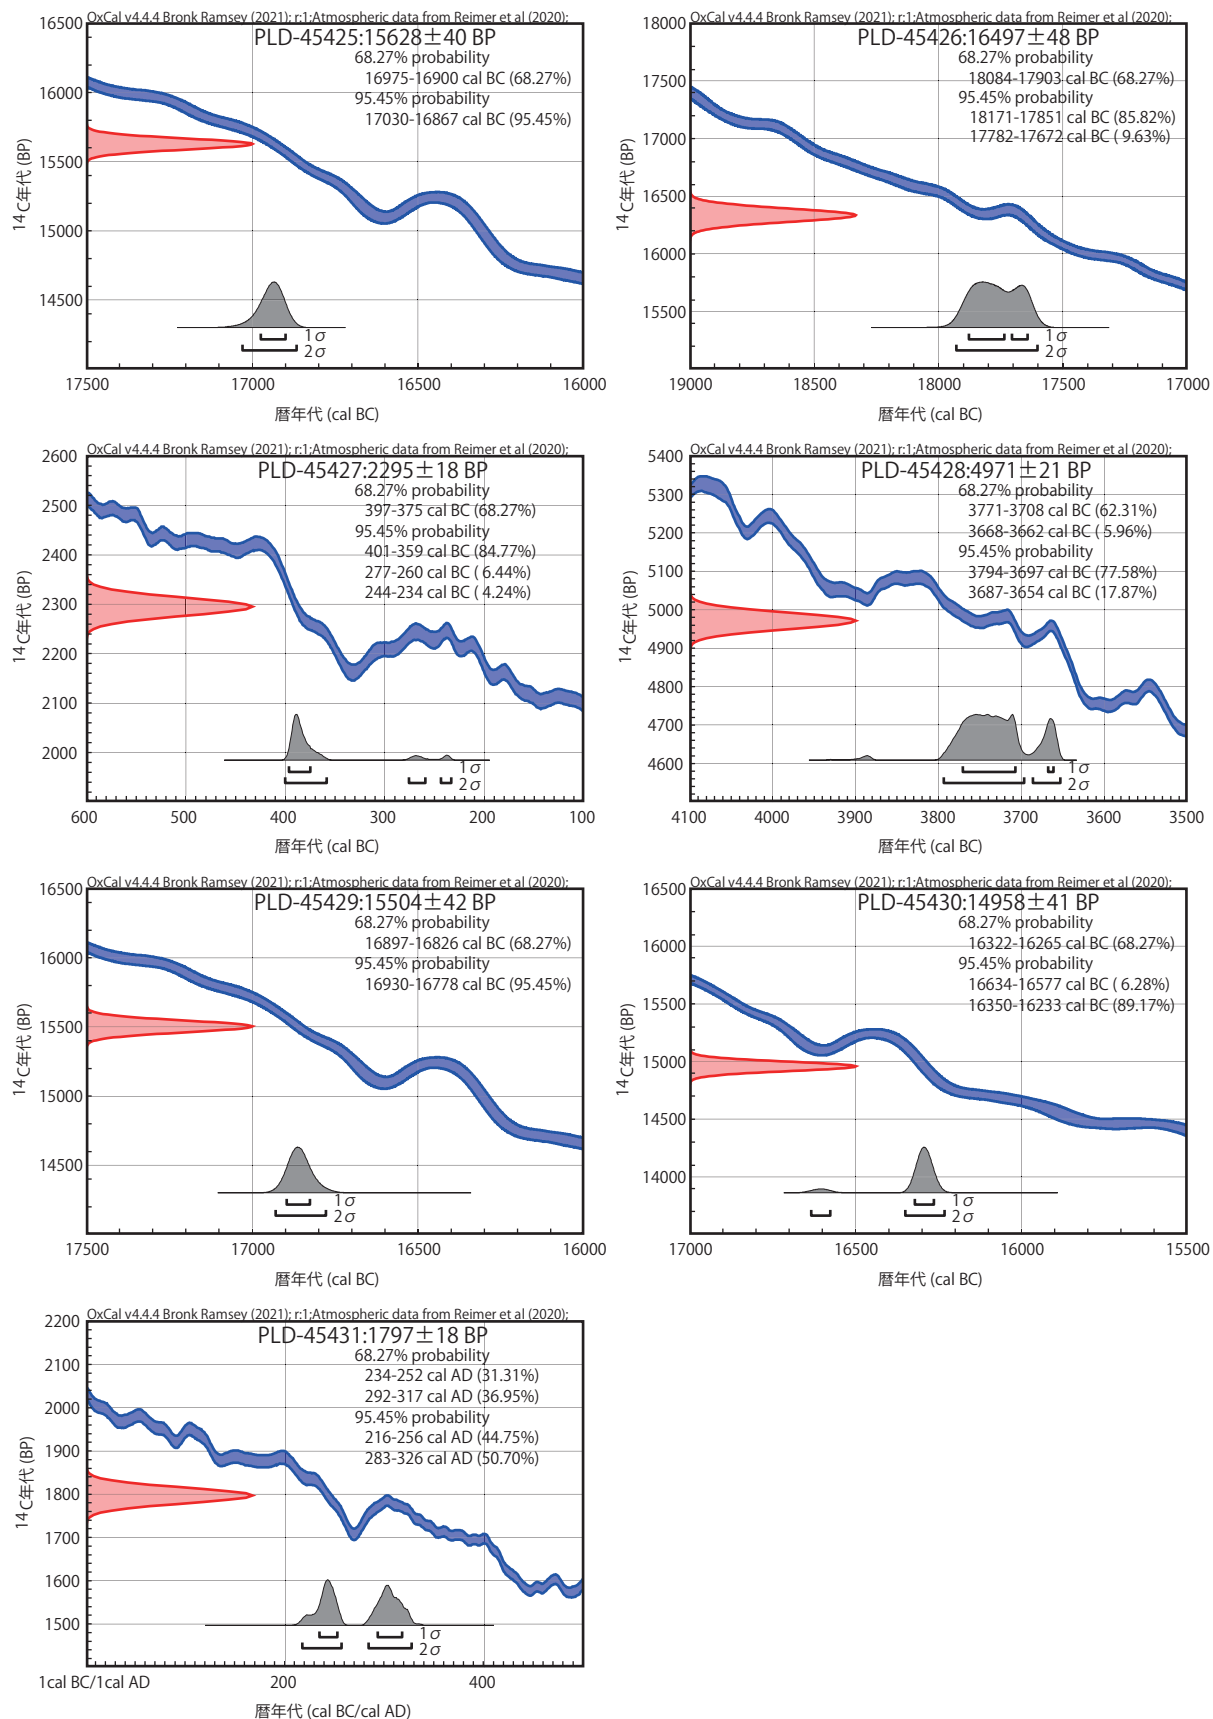 OxCal v4.4.4 Bronk Ramsey (2021); r:1;Atmospheric data from Reimer et al (2020);
PLD-45425:15628±40 BP
68.27% probability
16975-16900 cal BC (68.27%)
95.45% probability
17030-16867 cal BC (95.45%)
16500
16000
15500
15000
14500
14C年代 (BP)
1σ
2σ
17500 17000 16500 16000
暦年代 (cal BC)
OxCal v4.4.4 Bronk Ramsey (2021); r:1;Atmospheric data from Reimer et al (2020);
PLD-45426:16497±48 BP
68.27% probability
18084-17903 cal BC (68.27%)
95.45% probability
18171-17851 cal BC (85.82%)
17782-17672 cal BC ( 9.63%)
18000
17500
17000
16500
16000
15500
14C年代 (BP)
1σ
2σ
19000 18500 18000 17500 17000
暦年代 (cal BC)
OxCal v4.4.4 Bronk Ramsey (2021); r:1;Atmospheric data from Reimer et al (2020);
PLD-45427:2295±18 BP
68.27% probability
397-375 cal BC (68.27%)
95.45% probability
401-359 cal BC (84.77%)
277-260 cal BC ( 6.44%)
244-234 cal BC ( 4.24%)
2600
2500
2400
2300
2200
2100
2000
14C年代 (BP)
1σ
2σ
600 500 400 300 200 100
暦年代 (cal BC)
OxCal v4.4.4 Bronk Ramsey (2021); r:1;Atmospheric data from Reimer et al (2020);
PLD-45428:4971±21 BP
68.27% probability
3771-3708 cal BC (62.31%)
3668-3662 cal BC ( 5.96%)
95.45% probability
3794-3697 cal BC (77.58%)
3687-3654 cal BC (17.87%)
5400
5300
5200
5100
5000
4900
4800
4700
4600
14C年代 (BP)
1σ
2σ
4100 4000 3900 3800 3700 3600 3500
暦年代 (cal BC)
OxCal v4.4.4 Bronk Ramsey (2021); r:1;Atmospheric data from Reimer et al (2020);
PLD-45429:15504±42 BP
68.27% probability
16897-16826 cal BC (68.27%)
95.45% probability
16930-16778 cal BC (95.45%)
16500
16000
15500
15000
14500
14C年代 (BP)
1σ
2σ
17500 17000 16500 16000
暦年代 (cal BC)
OxCal v4.4.4 Bronk Ramsey (2021); r:1;Atmospheric data from Reimer et al (2020);
PLD-45430:14958±41 BP
68.27% probability
16322-16265 cal BC (68.27%)
95.45% probability
16634-16577 cal BC ( 6.28%)
16350-16233 cal BC (89.17%)
16500
16000
15500
15000
14500
14000
14C年代 (BP)
1σ
2σ
17000 16500 16000 15500
暦年代 (cal BC)
OxCal v4.4.4 Bronk Ramsey (2021); r:1;Atmospheric data from Reimer et al (2020);
PLD-45431:1797±18 BP
68.27% probability
234-252 cal AD (31.31%)
292-317 cal AD (36.95%)
95.45% probability
216-256 cal AD (44.75%)
283-326 cal AD (50.70%)
2200
2100
2000
1900
1800
1700
1600
1500
14C年代 (BP)
1σ
2σ
1cal BC/1cal AD 200 400
暦年代 (cal BC/cal AD)